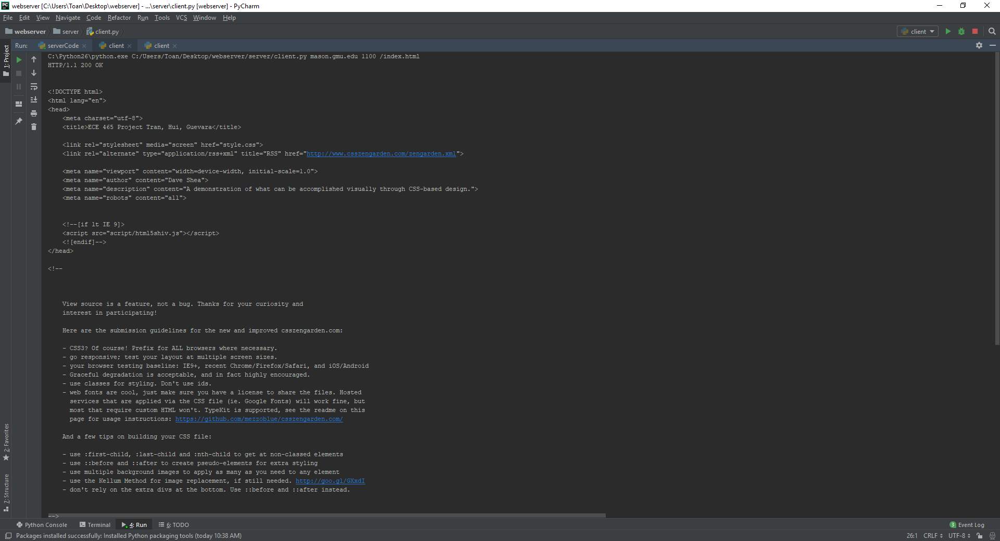 webserver [C:\Users\Toan\Desktop\webserver] - ...\server\client.py [webserver] - PyCharm
File Edit View Navigate Code Refactor Run Tools VCS Window Help
webserver server client.py client
Run: serverCode client client
1: Project
C:\Python26\python.exe C:/Users/Toan/Desktop/webserver/server/client.py mason.gmu.edu 1100 /index.html
HTTP/1.1 200 OK
<!DOCTYPE html>
<html lang="en">
<head>
<meta charset="utf-8">
<title>ECE 465 Project Tran, Hui, Guevara</title>
<link rel="stylesheet" media="screen" href="style.css">
<link rel="alternate" type="application/rss+xml" title="RSS" href="http://www.csszengarden.com/zengarden.xml">
<meta name="viewport" content="width=device-width, initial-scale=1.0">
<meta name="author" content="Dave Shea">
<meta name="description" content="A demonstration of what can be accomplished visually through CSS-based design.">
<meta name="robots" content="all">
<!--[if lt IE 9]>
<script src="script/html5shiv.js"></script>
<![endif]-->
</head>
<!--
View source is a feature, not a bug. Thanks for your curiosity and
interest in participating!
Here are the submission guidelines for the new and improved csszengarden.com:
- CSS3? Of course! Prefix for ALL browsers where necessary.
- go responsive; test your layout at multiple screen sizes.
- your browser testing baseline: IE9+, recent Chrome/Firefox/Safari, and iOS/Android
- Graceful degradation is acceptable, and in fact highly encouraged.
- use classes for styling. Don't use ids.
- web fonts are cool, just make sure you have a license to share the files. Hosted
services that are applied via the CSS file (ie. Google Fonts) will work fine, but
most that require custom HTML won't. TypeKit is supported, see the readme on this
page for usage instructions: https://github.com/mezzoblue/csszengarden.com/
And a few tips on building your CSS file:
- use :first-child, :last-child and :nth-child to get at non-classed elements
- use ::before and ::after to create pseudo-elements for extra styling
- use multiple background images to apply as many as you need to any element
- use the Kellum Method for image replacement, if still needed. http://goo.gl/GXxdI
- don't rely on the extra divs at the bottom. Use ::before and ::after instead.
-->
2: Favorites
7: Structure
Python Console Terminal 4: Run 6: TODO 3 Event Log
Packages installed successfully: Installed Python packaging tools (today 10:38 AM) 26:1 CRLF UTF-8